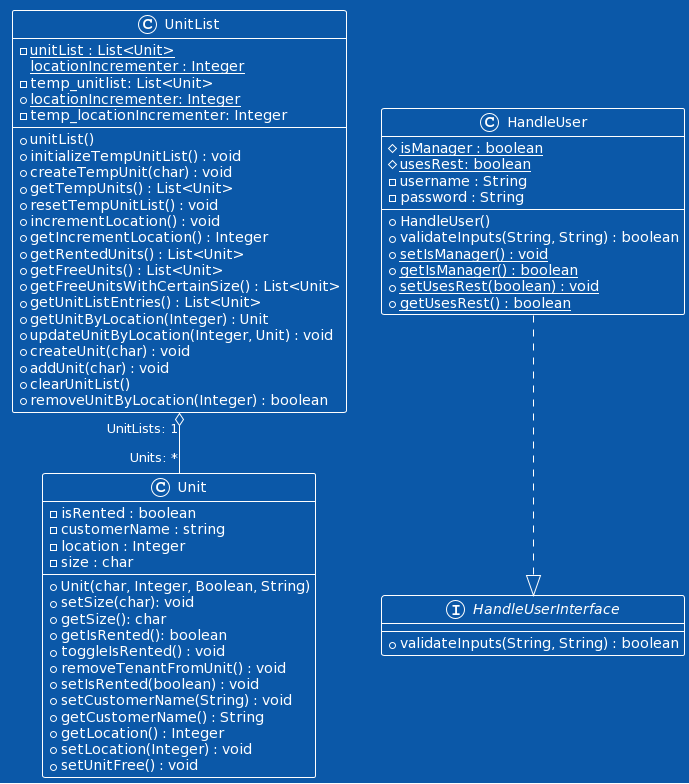 C UnitList
unitList : List<Unit>
locationIncrementer : Integer
temp_unitlist: List<Unit>
locationIncrementer: Integer
temp_locationIncrementer: Integer
unitList()
initializeTempUnitList() : void
createTempUnit(char) : void
getTempUnits() : List<Unit>
resetTempUnitList() : void
incrementLocation() : void
getIncrementLocation() : Integer
getRentedUnits() : List<Unit>
getFreeUnits() : List<Unit>
getFreeUnitsWithCertainSize() : List<Unit>
getUnitListEntries() : List<Unit>
getUnitByLocation(Integer) : Unit
updateUnitByLocation(Integer, Unit) : void
createUnit(char) : void
addUnit(char) : void
clearUnitList()
removeUnitByLocation(Integer) : boolean
UnitLists: 1
Units: *
C Unit
isRented : boolean
customerName : string
location : Integer
size : char
Unit(char, Integer, Boolean, String)
setSize(char): void
getSize(): char
getIsRented(): boolean
toggleIsRented() : void
removeTenantFromUnit() : void
setIsRented(boolean) : void
setCustomerName(String) : void
getCustomerName() : String
getLocation() : Integer
setLocation(Integer) : void
setUnitFree() : void
C HandleUser
isManager : boolean
usesRest: boolean
username : String
password : String
HandleUser()
validateInputs(String, String) : boolean
setIsManager() : void
getIsManager() : boolean
setUsesRest(boolean) : void
getUsesRest() : boolean
I HandleUserInterface
validateInputs(String, String) : boolean